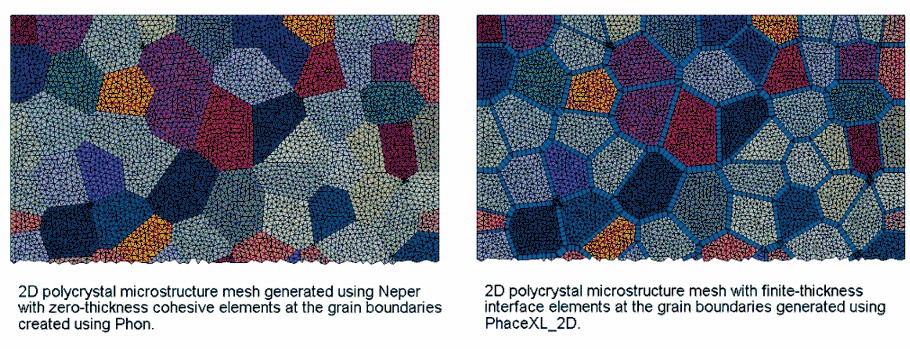 2D polycrystal microstructure mesh generated using Neper
with zero-thickness cohesive elements at the grain boundaries
created using Phon.
2D polycrystal microstructure mesh with finite-thickness
interface elements at the grain boundaries generated using
PhaceXL_2D.